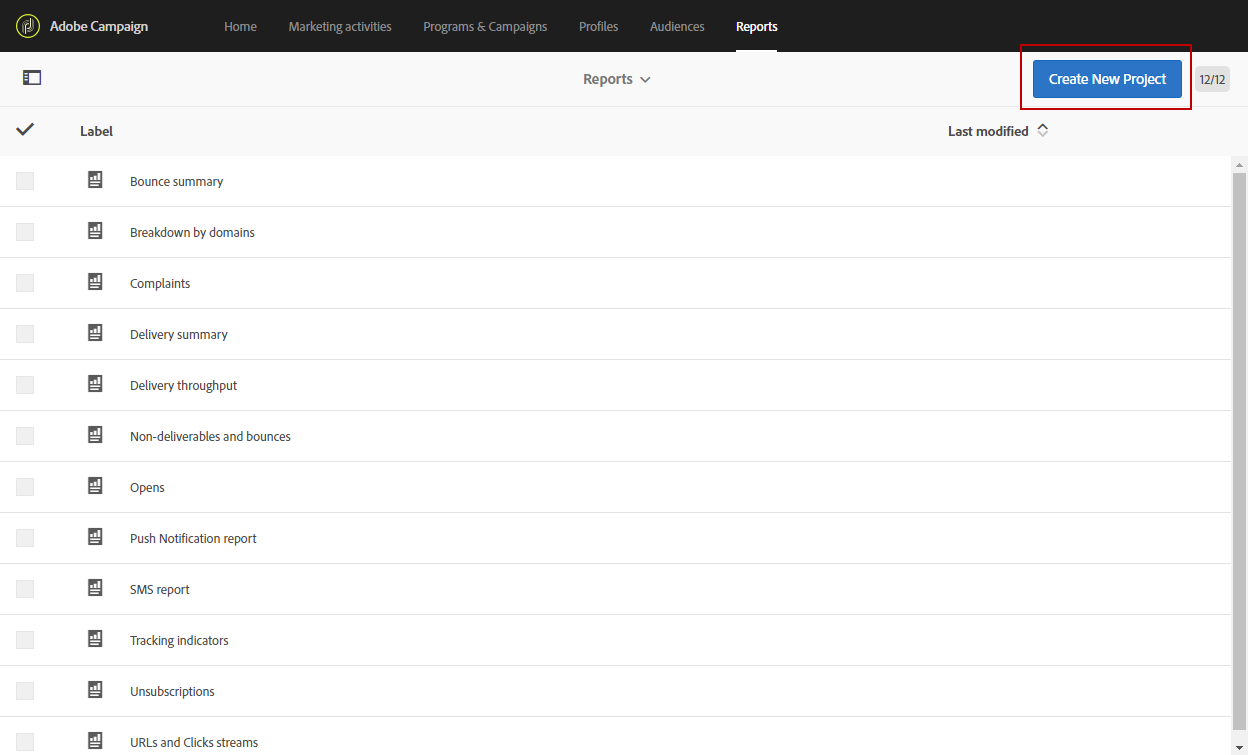 Adobe Campaign Home Marketing activities Programs & Campaigns Profiles Audiences Reports
Reports Create New Project 12/12
Label Last modified
Bounce summary
Breakdown by domains
Complaints
Delivery summary
Delivery throughput
Non-deliverables and bounces
Opens
Push Notification report
SMS report
Tracking indicators
Unsubscriptions
URLs and Clicks streams